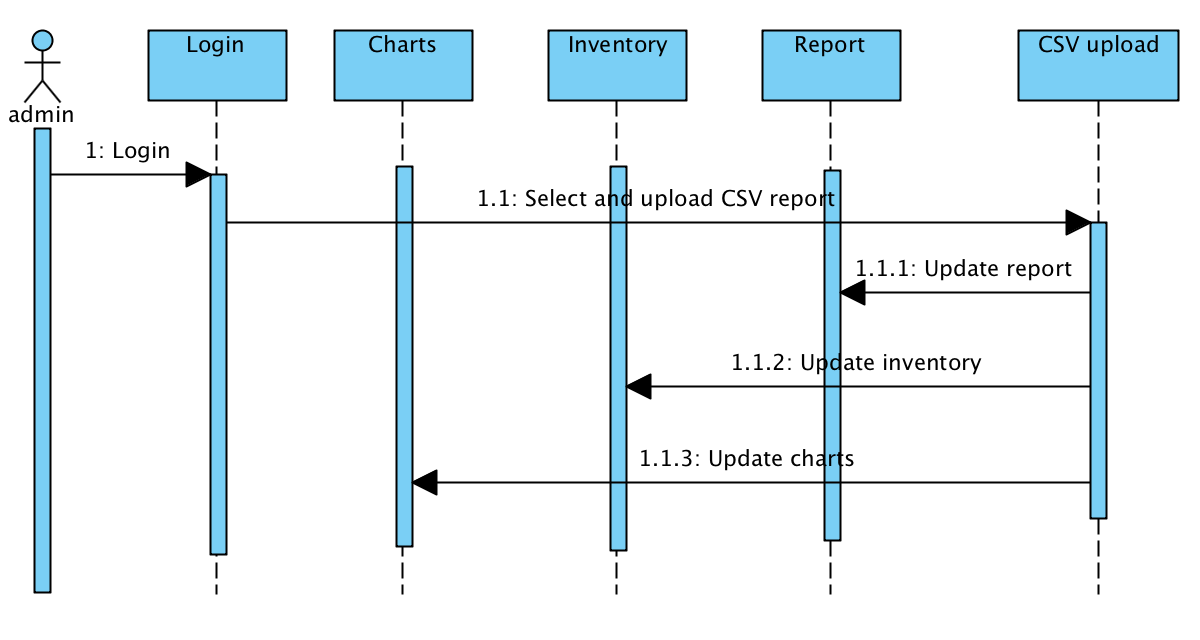 Login
Charts
Inventory
Report
CSV upload
admin
1: Login
1.1: Select and upload CSV report
1.1.1: Update report
1.1.2: Update inventory
1.1.3: Update charts